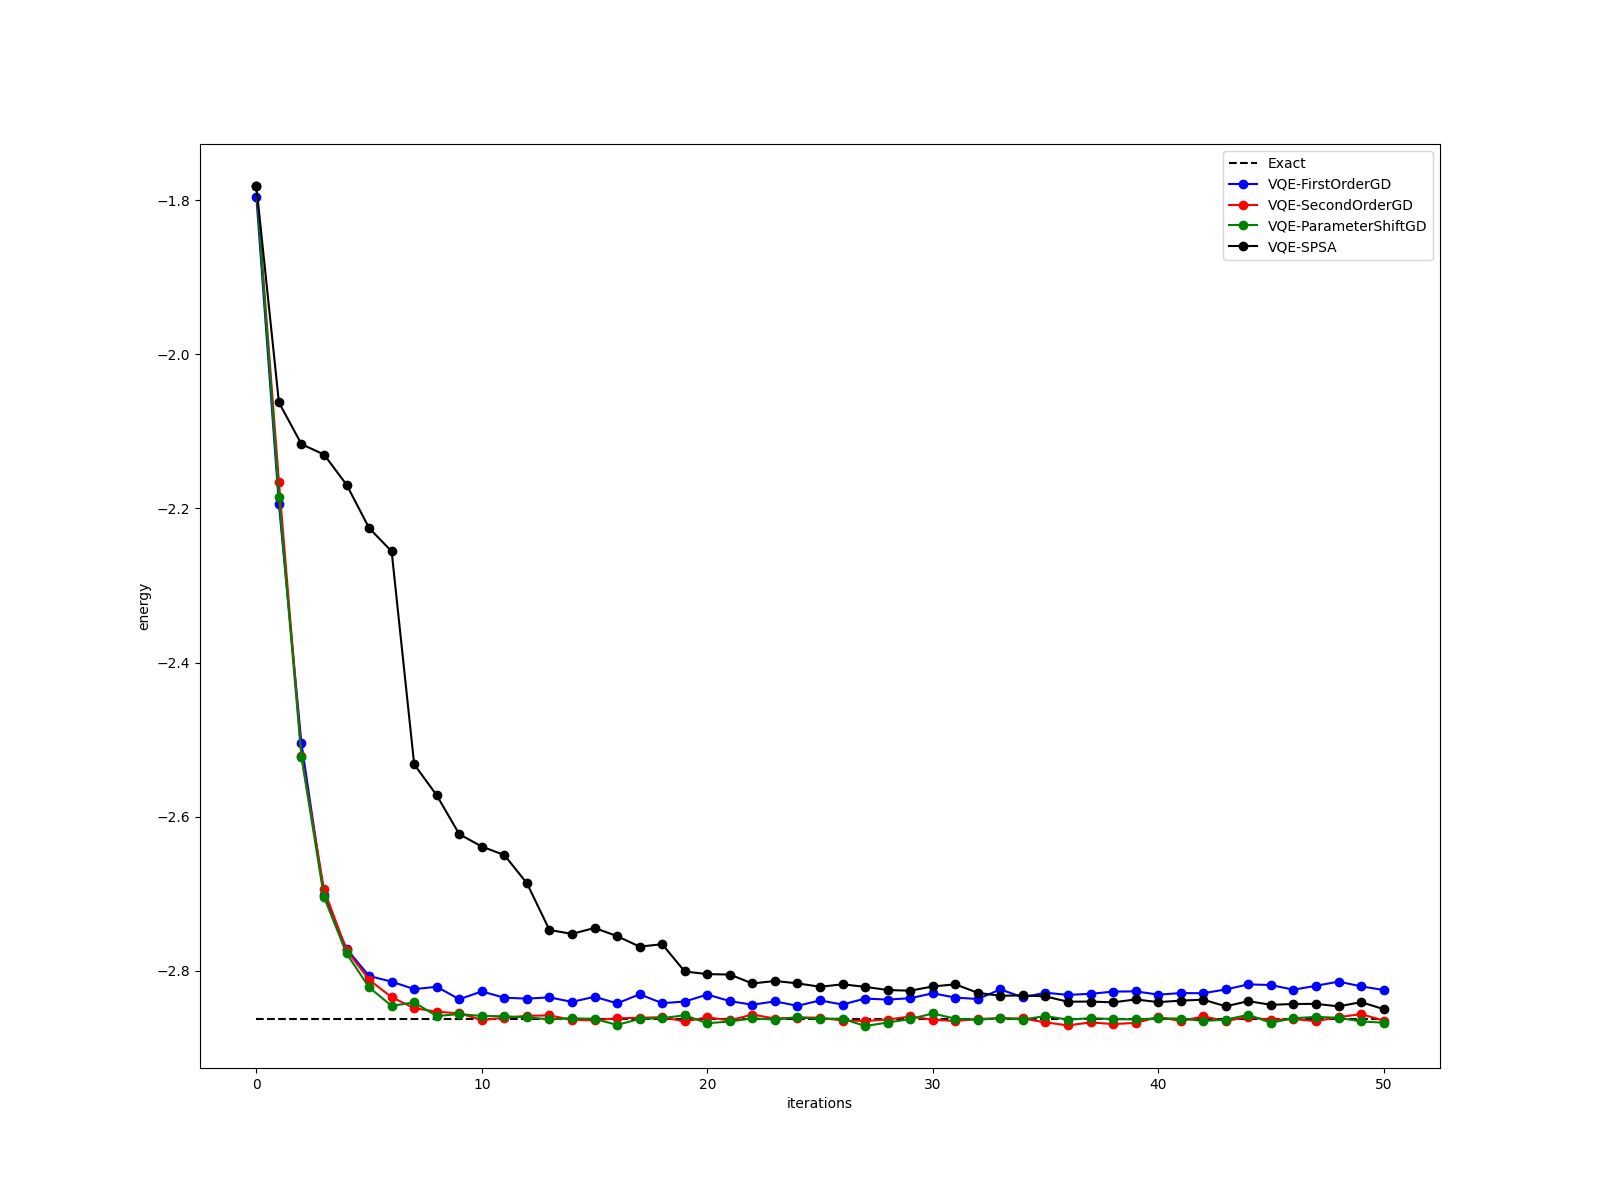 Exact
VQE-FirstOrderGD
VQE-SecondOrderGD
VQE-ParameterShiftGD
VQE-SPSA
−1.8
−2.0
−2.2
−2.4
−2.6
−2.8
energy
0 10 20 30 40 50
iterations